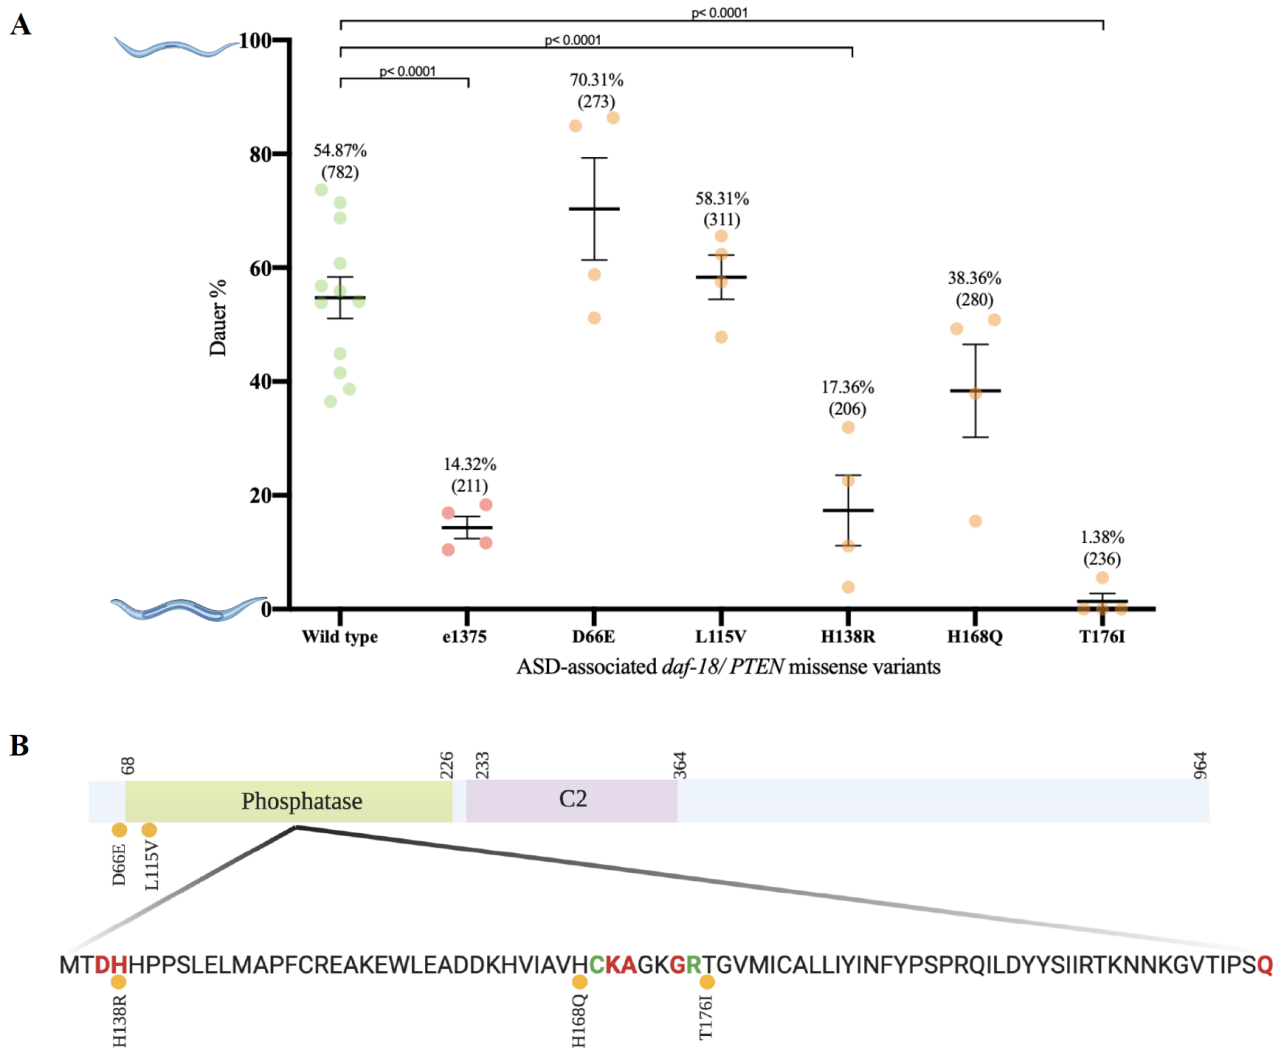 A
p< 0.0001
p< 0.0001
p< 0.0001
100
80
60
40
20
0
Dauer %
54.87%
(782)
14.32%
(211)
70.31%
(273)
58.31%
(311)
17.36%
(206)
38.36%
(280)
1.38%
(236)
Wild type e1375 D66E L115V H138R H168Q T176I
ASD-associated daf-18/ PTEN missense variants
B
68 226 233 364 964
Phosphatase C2
D66E L115V
MTDHHPPSLELMAPFCREAKEWLEADDKHVIAVHCKAGKGRTGVMICALLIYINFYPSPRQILDYYSIIRTKNNKGVTIPSQ
H138R H168Q T176I